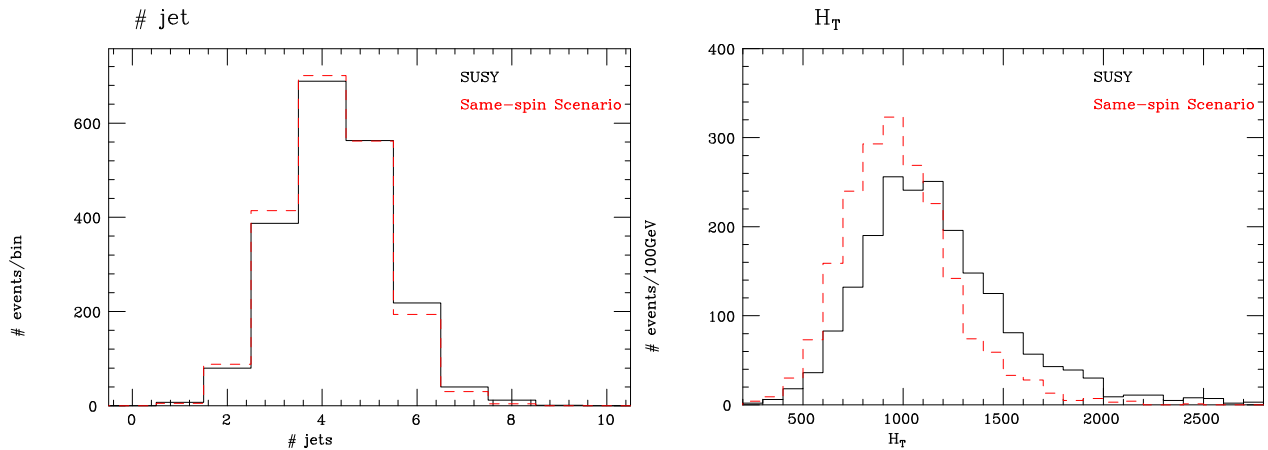 # jet
SUSY
Same-spin Scenario
600
400
200
0
# events/bin
0 2 4 6 8 10
# jets
H_T
SUSY
Same-spin Scenario
400
300
200
100
0
# events/100GeV
500 1000 1500 2000 2500
H_T